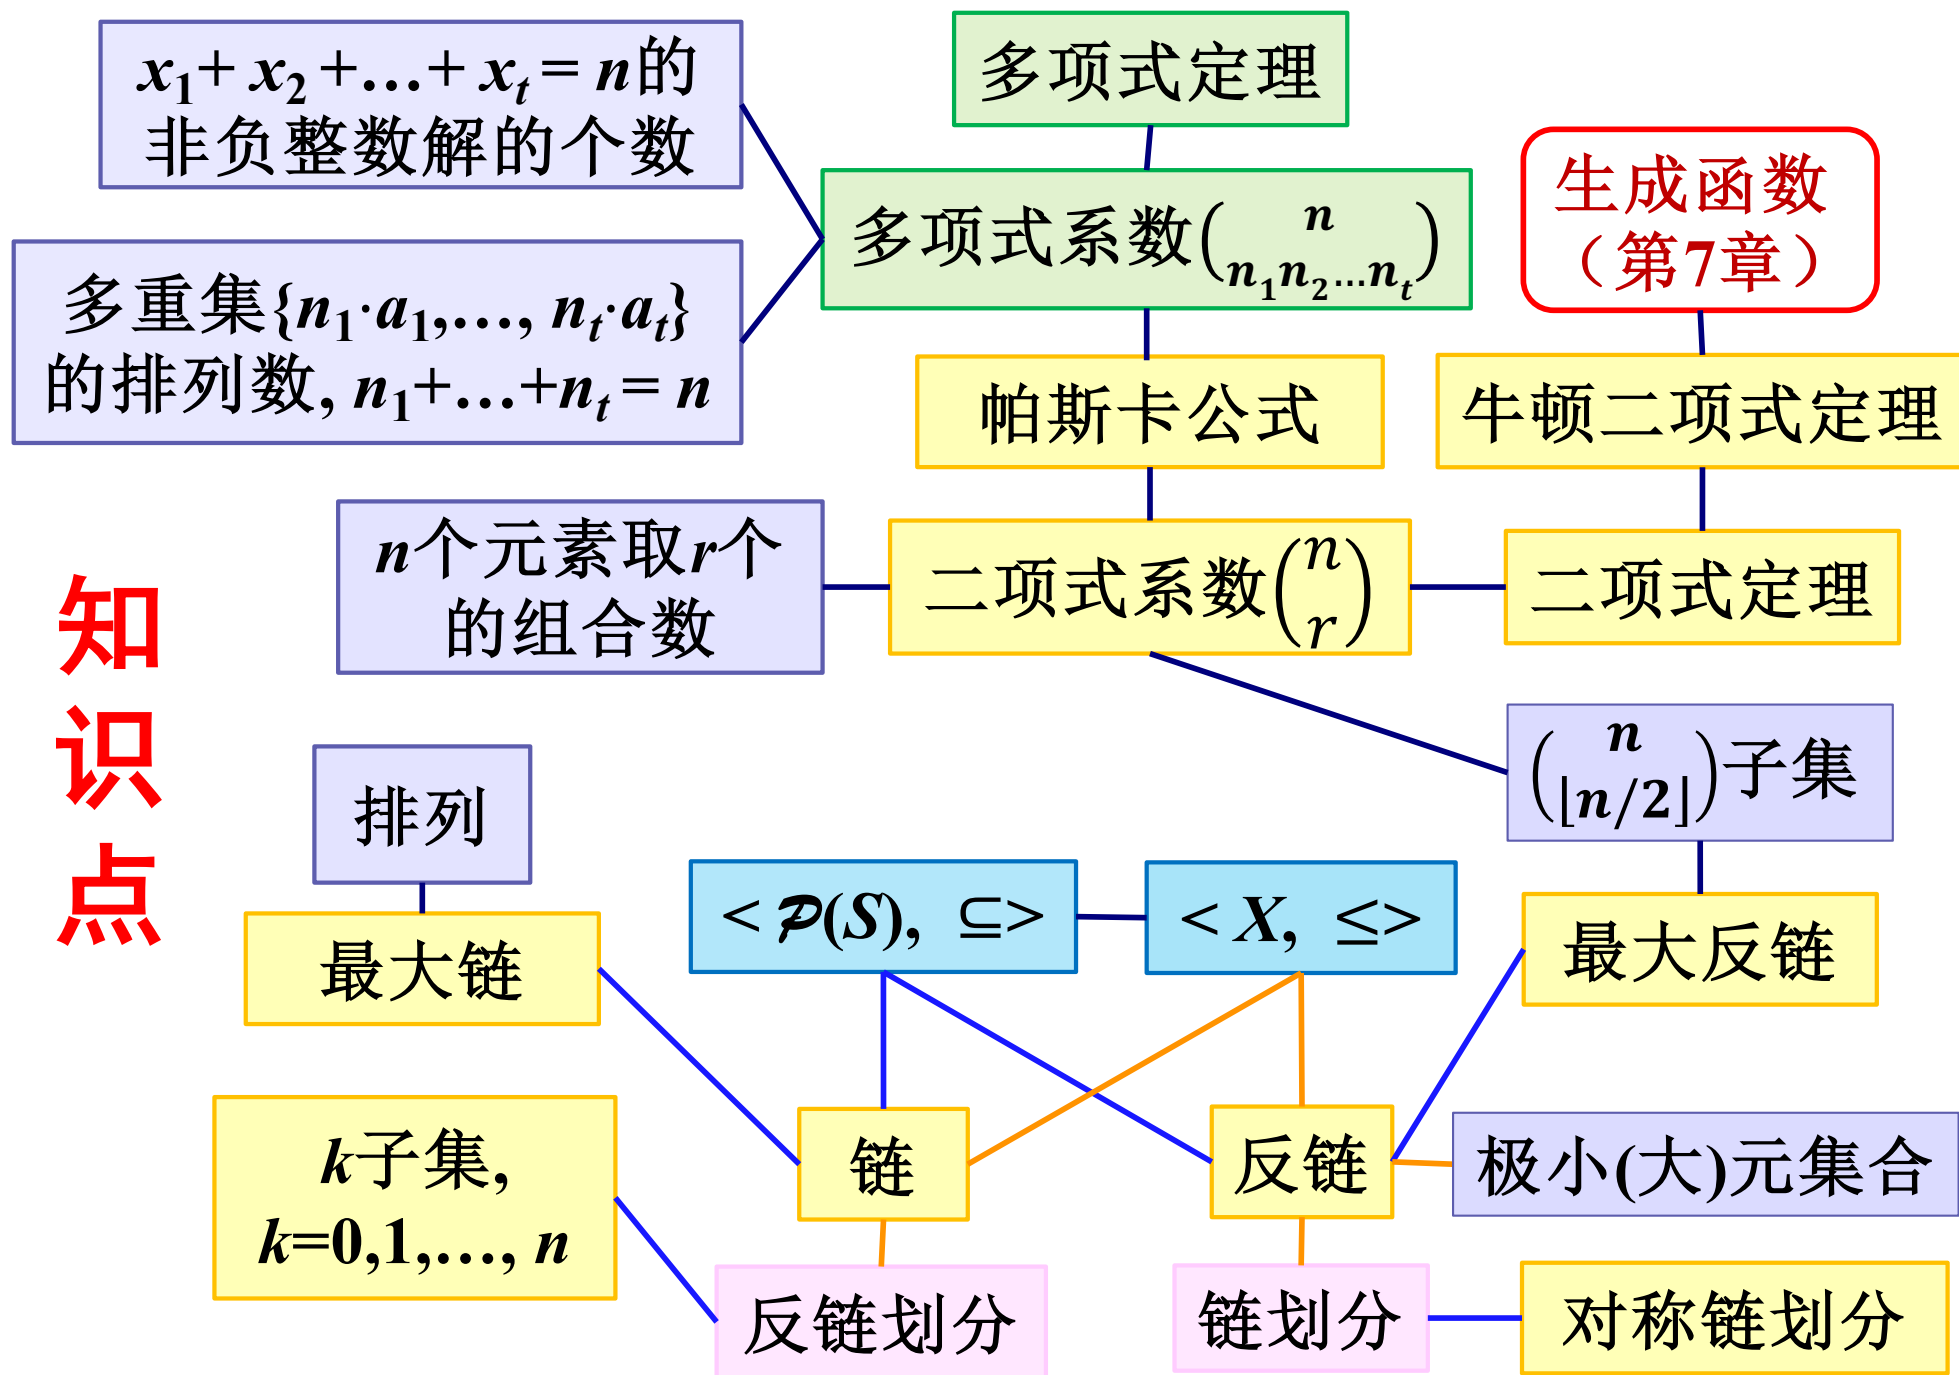 x₁+ x₂ +…+ xₜ = n的
非负整数解的个数
多项式定理
生成函数
（第7章）
多项式系数(n
n₁n₂…nₜ)
多重集{n₁·a₁,…, nₜ·aₜ}
的排列数, n₁+…+nₜ = n
帕斯卡公式
牛顿二项式定理
n个元素取r个
的组合数
二项式系数(n
r)
二项式定理
知
识
点
(n
⌊n/2⌋)子集
排列
< 𝒫(S), ⊆>
< X, ≤>
最大链
最大反链
k子集,
k=0,1,…, n
链
反链
极小(大)元集合
反链划分
链划分
对称链划分